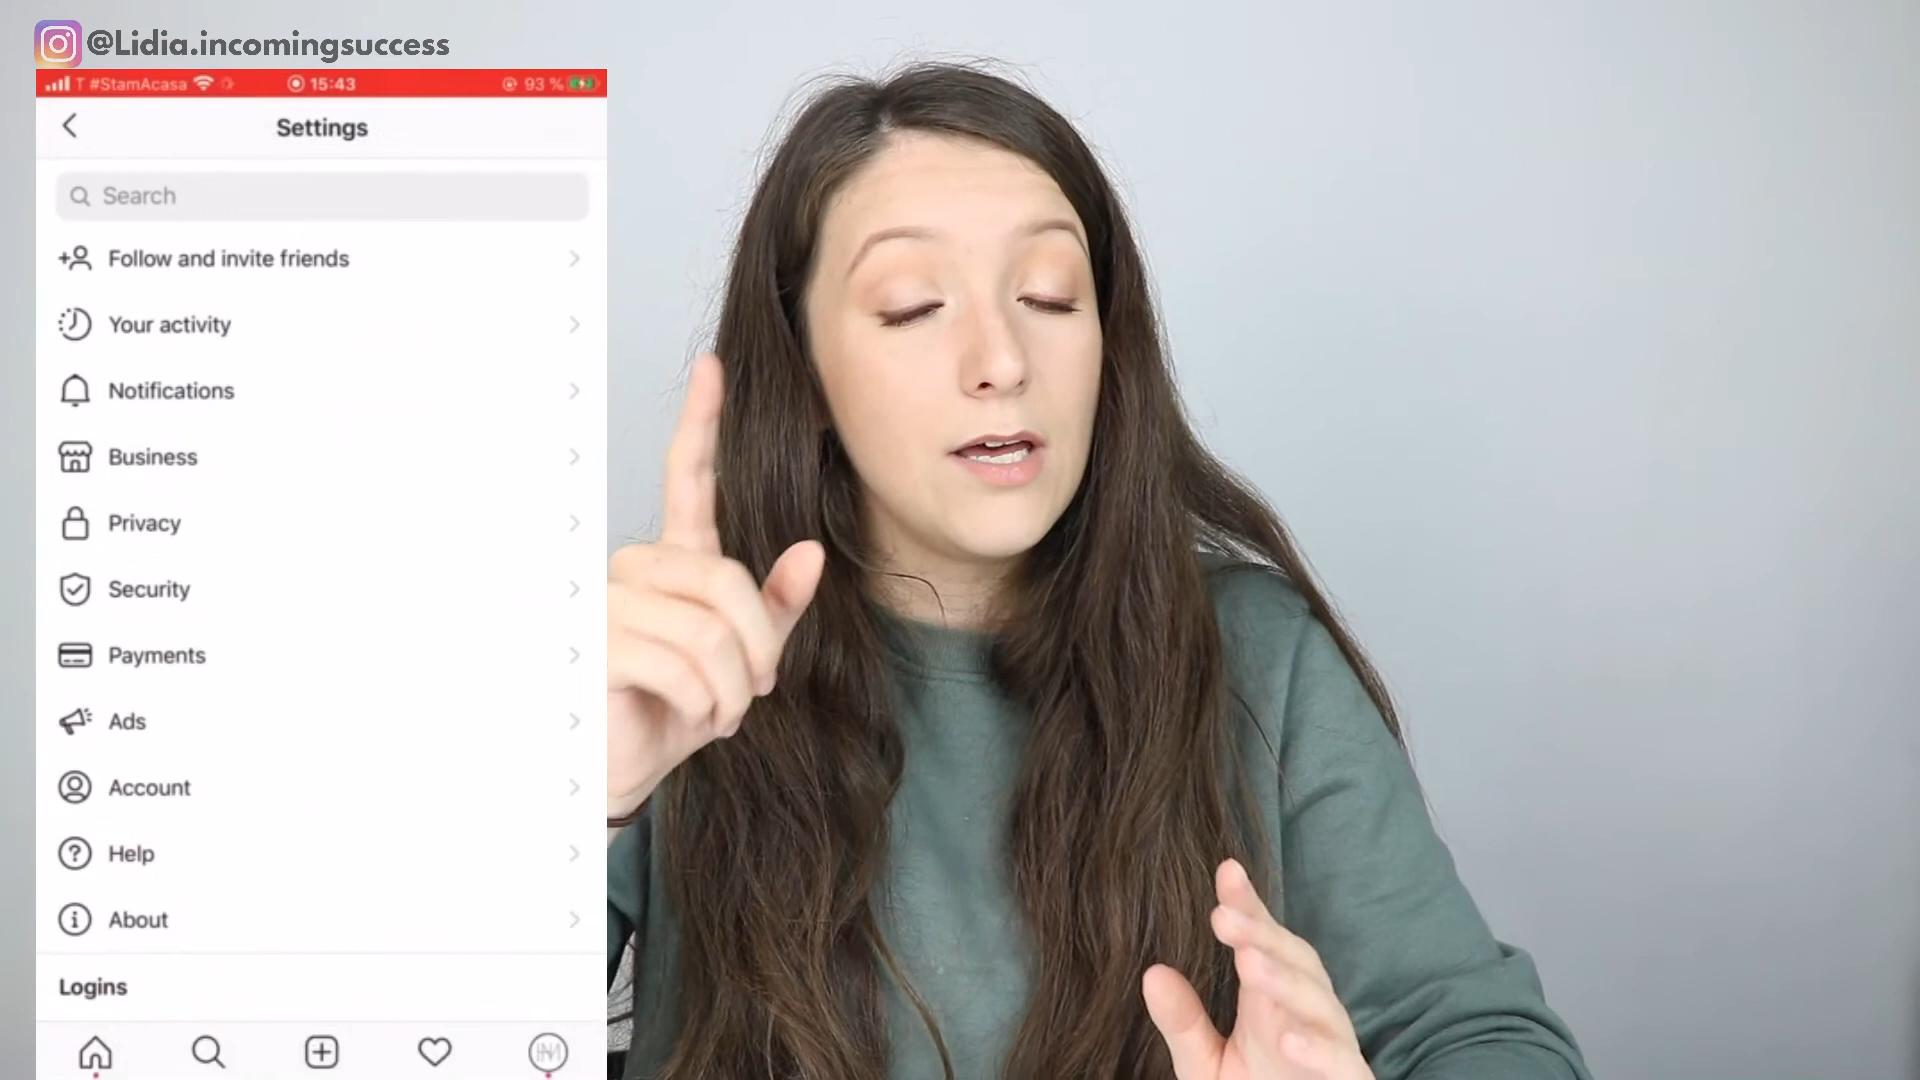 @Lidia.incomingsuccess
T #StamAcasa 15:43 93 %
Settings
Search
Follow and invite friends
Your activity
Notifications
Business
Privacy
Security
Payments
Ads
Account
Help
About
Logins